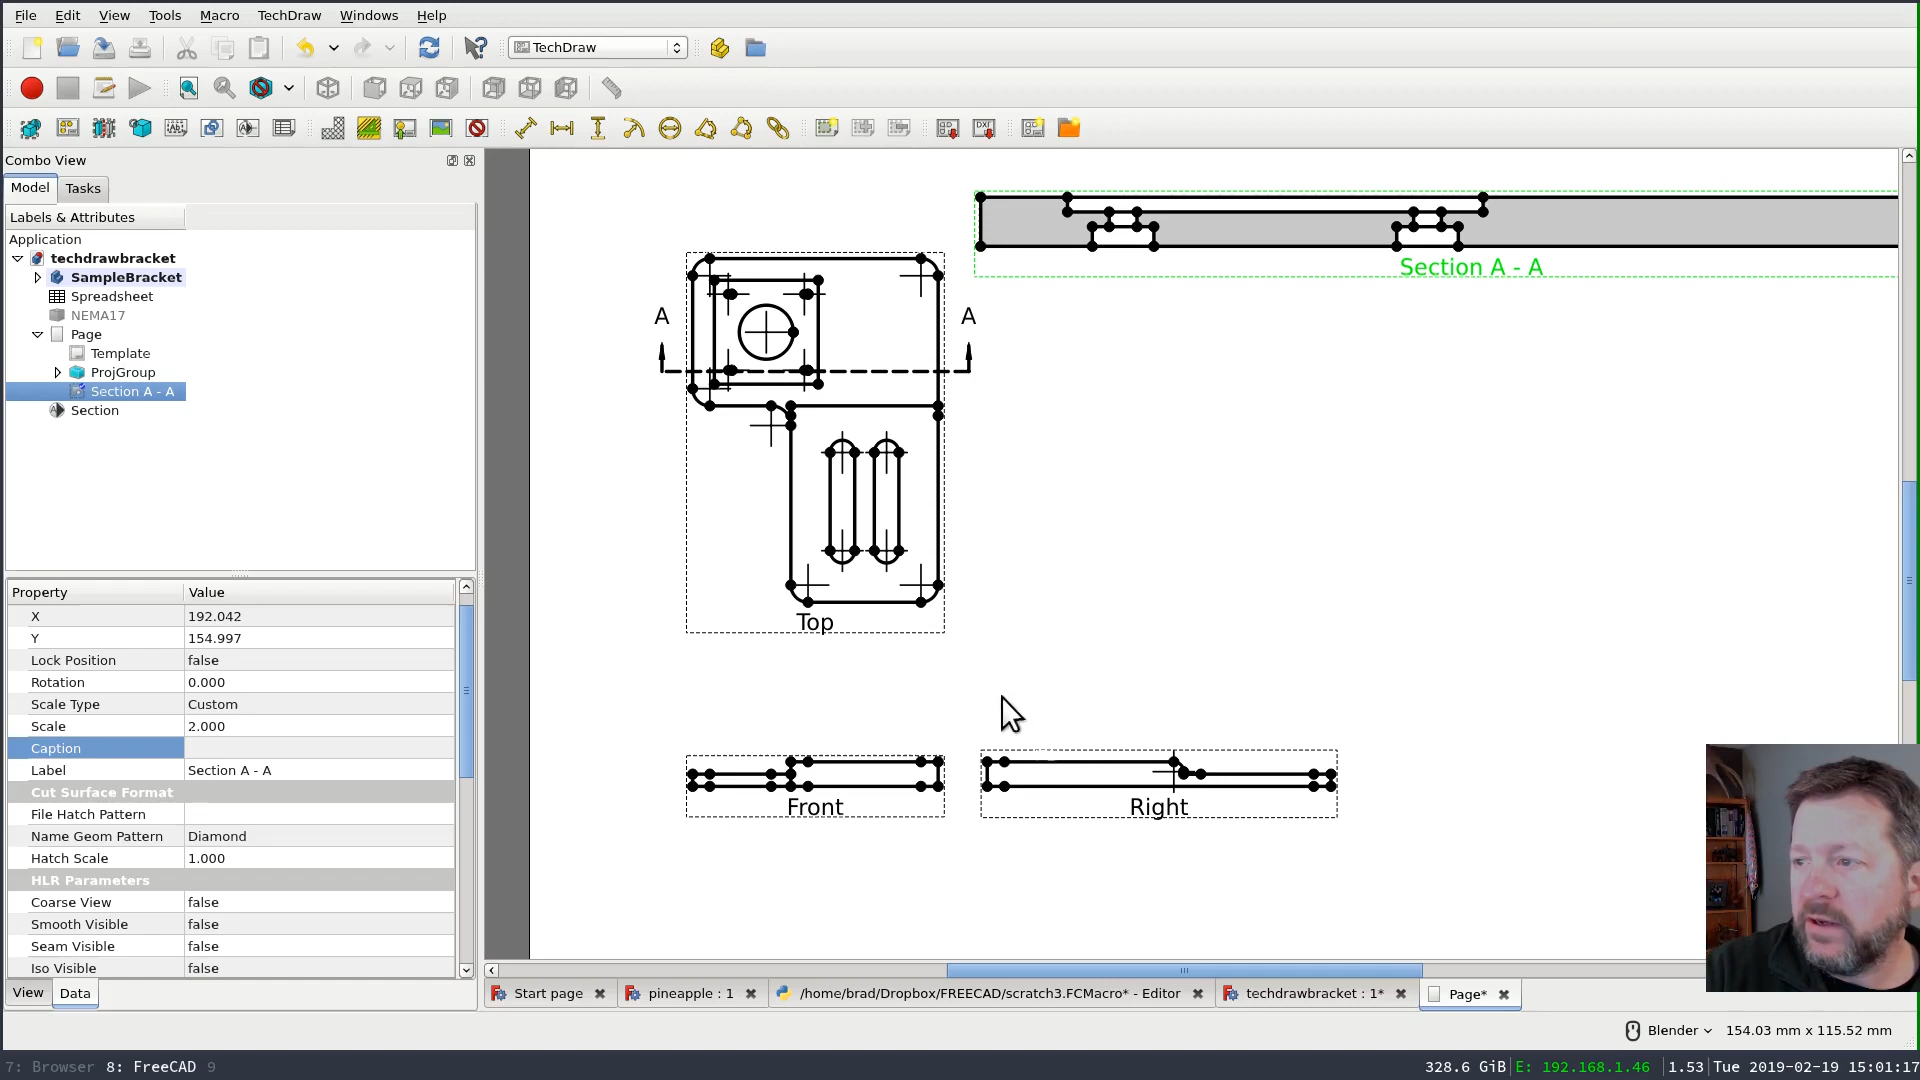 File Edit View Tools Macro TechDraw Windows Help
TechDraw
Combo View
Model Tasks
Labels & Attributes
Application
techdrawbracket
SampleBracket
Spreadsheet
NEMA17
Page
Template
ProjGroup
Section A - A
Section
Property Value
X 192.042
Y 154.997
Lock Position false
Rotation 0.000
Scale Type Custom
Scale 2.000
Caption
Label Section A - A
Cut Surface Format
File Hatch Pattern
Name Geom Pattern Diamond
Hatch Scale 1.000
HLR Parameters
Coarse View false
Smooth Visible false
Seam Visible false
Iso Visible false
View Data
Section A - A
A A
Top
Front Right
Start page pineapple : 1 /home/brad/Dropbox/FREECAD/scratch3.FCMacro* - Editor techdrawbracket : 1* Page*
Blender 154.03 mm x 115.52 mm
7: Browser 8: FreeCAD 9 328.6 GiB E: 192.168.1.46 1.53 Tue 2019-02-19 15:01:17